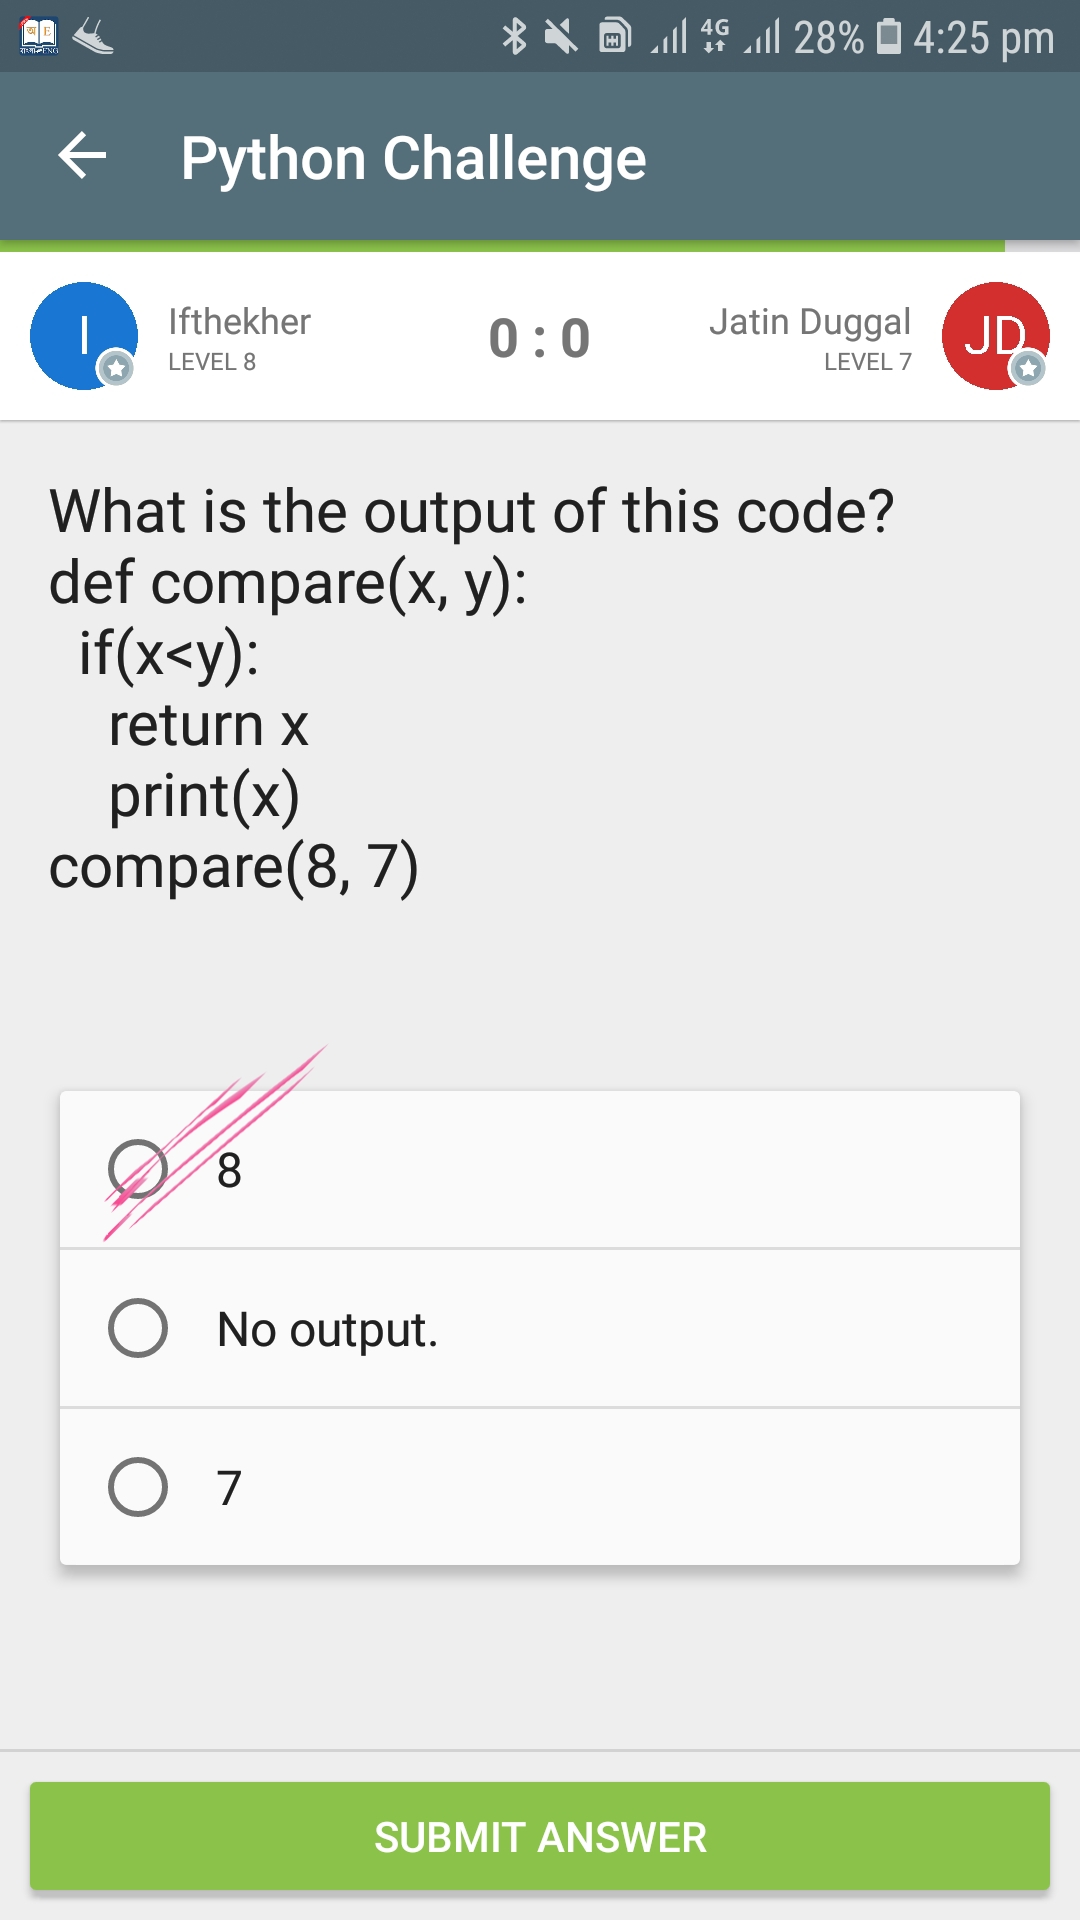 4G 28% 4:25 pm
Python Challenge
I
Ifthekher
LEVEL 8
0 : 0
Jatin Duggal
LEVEL 7
JD
What is the output of this code?
def compare(x, y):
if(x<y):
return x
print(x)
compare(8, 7)
8
No output.
7
SUBMIT ANSWER